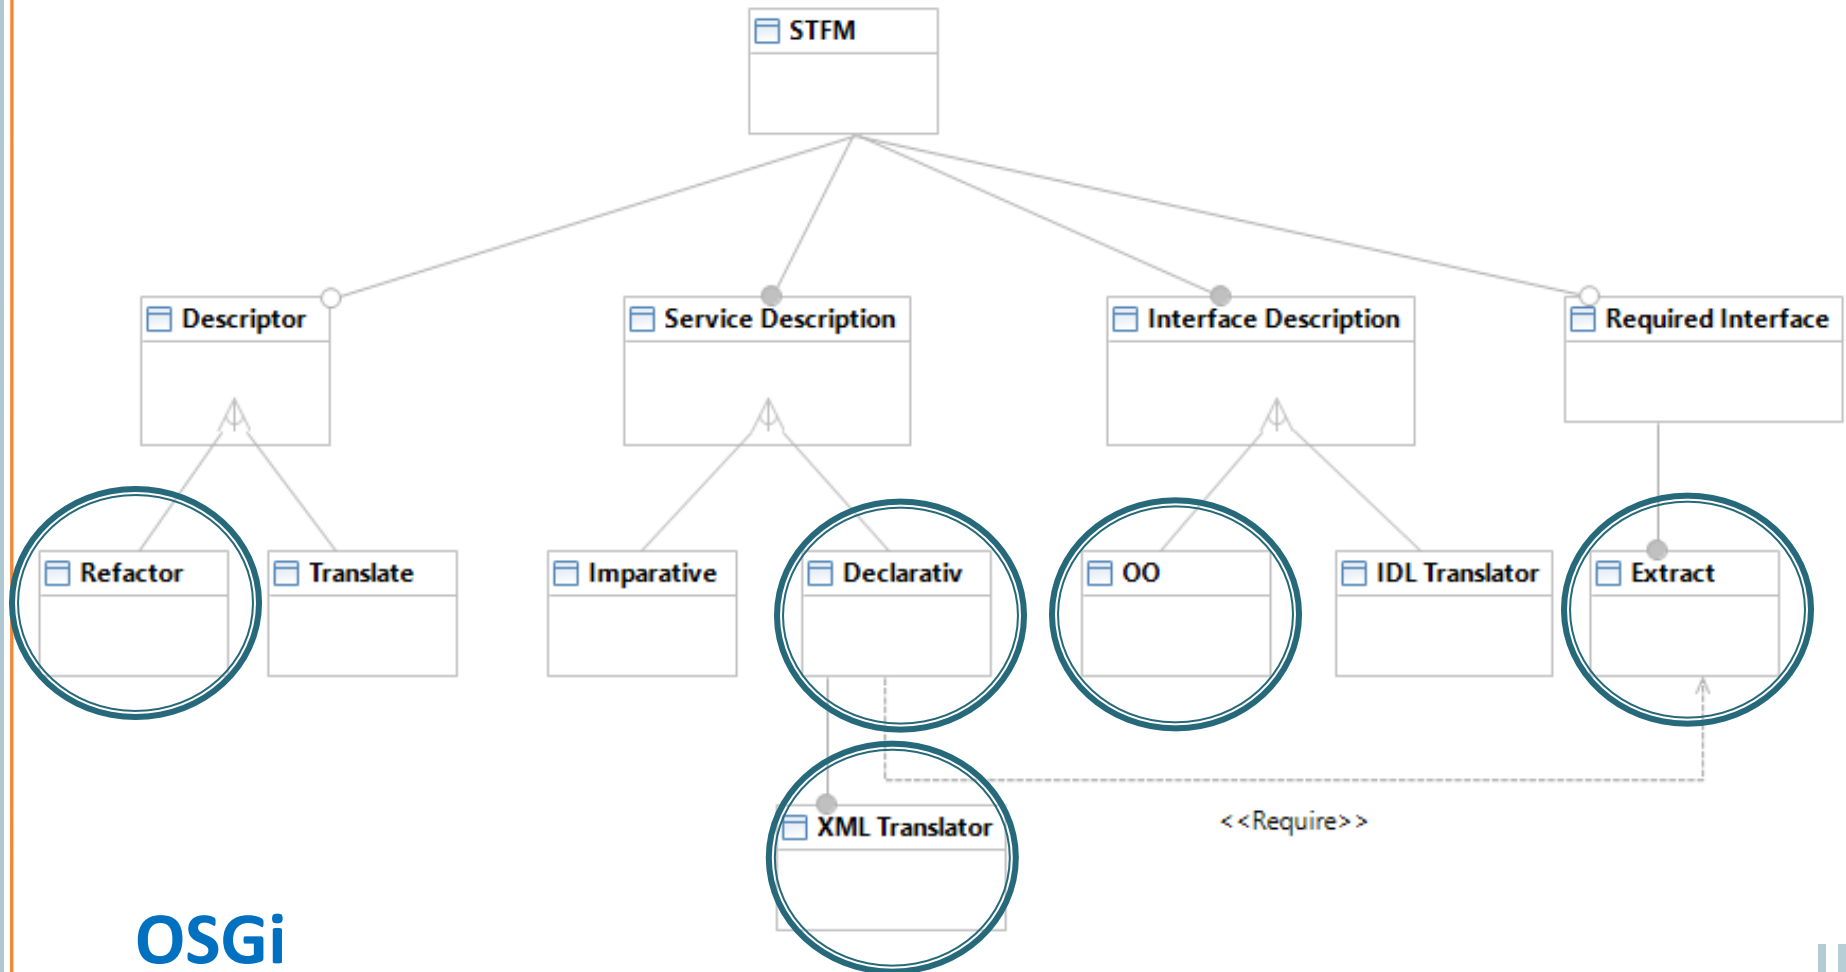 STFM
Descriptor
Service Description
Interface Description
Required Interface
Refactor
Translate
Imparative
Declarativ
OO
IDL Translator
Extract
XML Translator
<<Require>>
OSGi